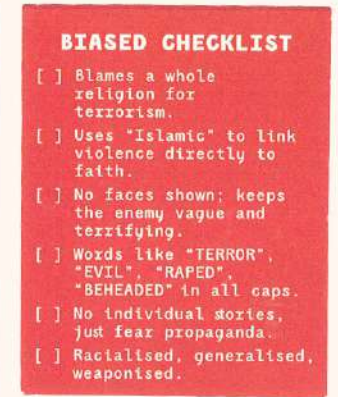 BIASED CHECKLIST
[ ] Blames a whole
religion for
terrorism.
[ ] Uses "Islamic" to link
violence directly to
faith.
[ ] No faces shown; keeps
the enemy vague and
terrifying.
[ ] Words like "TERROR",
"EVIL", "RAPED",
"BEHEADED" in all caps.
[ ] No individual stories,
just fear propaganda.
[ ] Racialised, generalised,
weaponised.